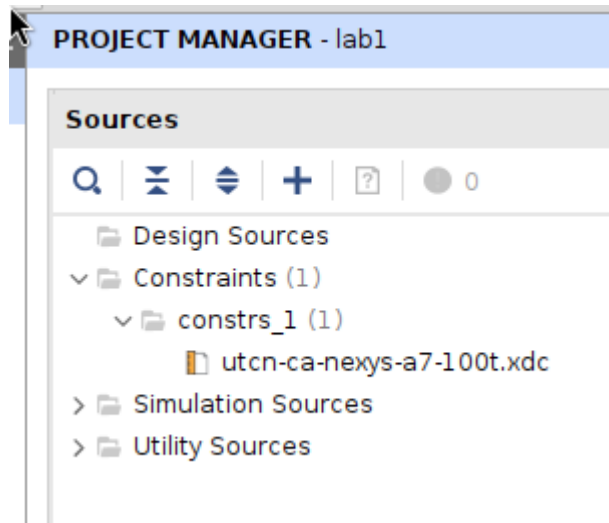 PROJECT MANAGER - lab1
Sources
? 0
Design Sources
Constraints (1)
constrs_1 (1)
utcn-ca-nexys-a7-100t.xdc
Simulation Sources
Utility Sources